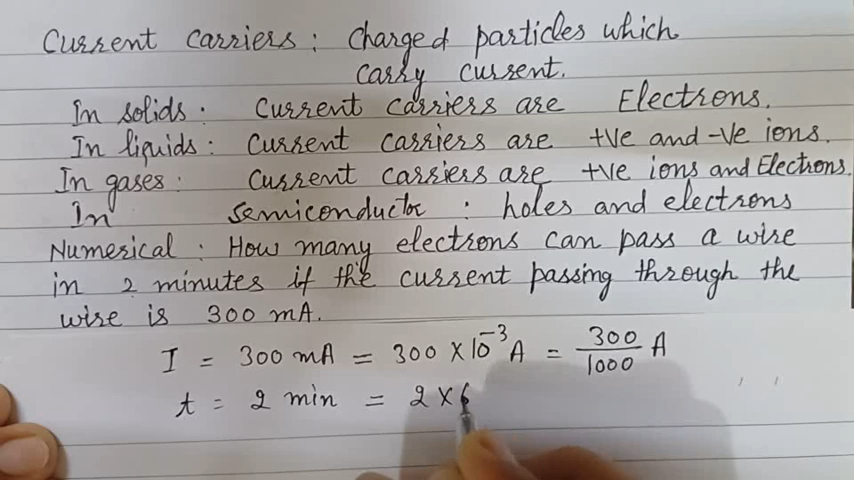 Current carriers: charged particles which
carry current.
In solids: Current carriers are Electrons.
In liquids: Current carriers are +ve and -ve ions.
In gases: Current carriers are +ve ions and Electrons.
In semiconductor: holes and electrons
Numerical: How many electrons can pass a wire
in 2 minutes if the current passing through the
wire is 300 mA.
I = 300 mA = 300 × 10⁻³ A = 300/1000 A
t = 2 min = 2 × 6